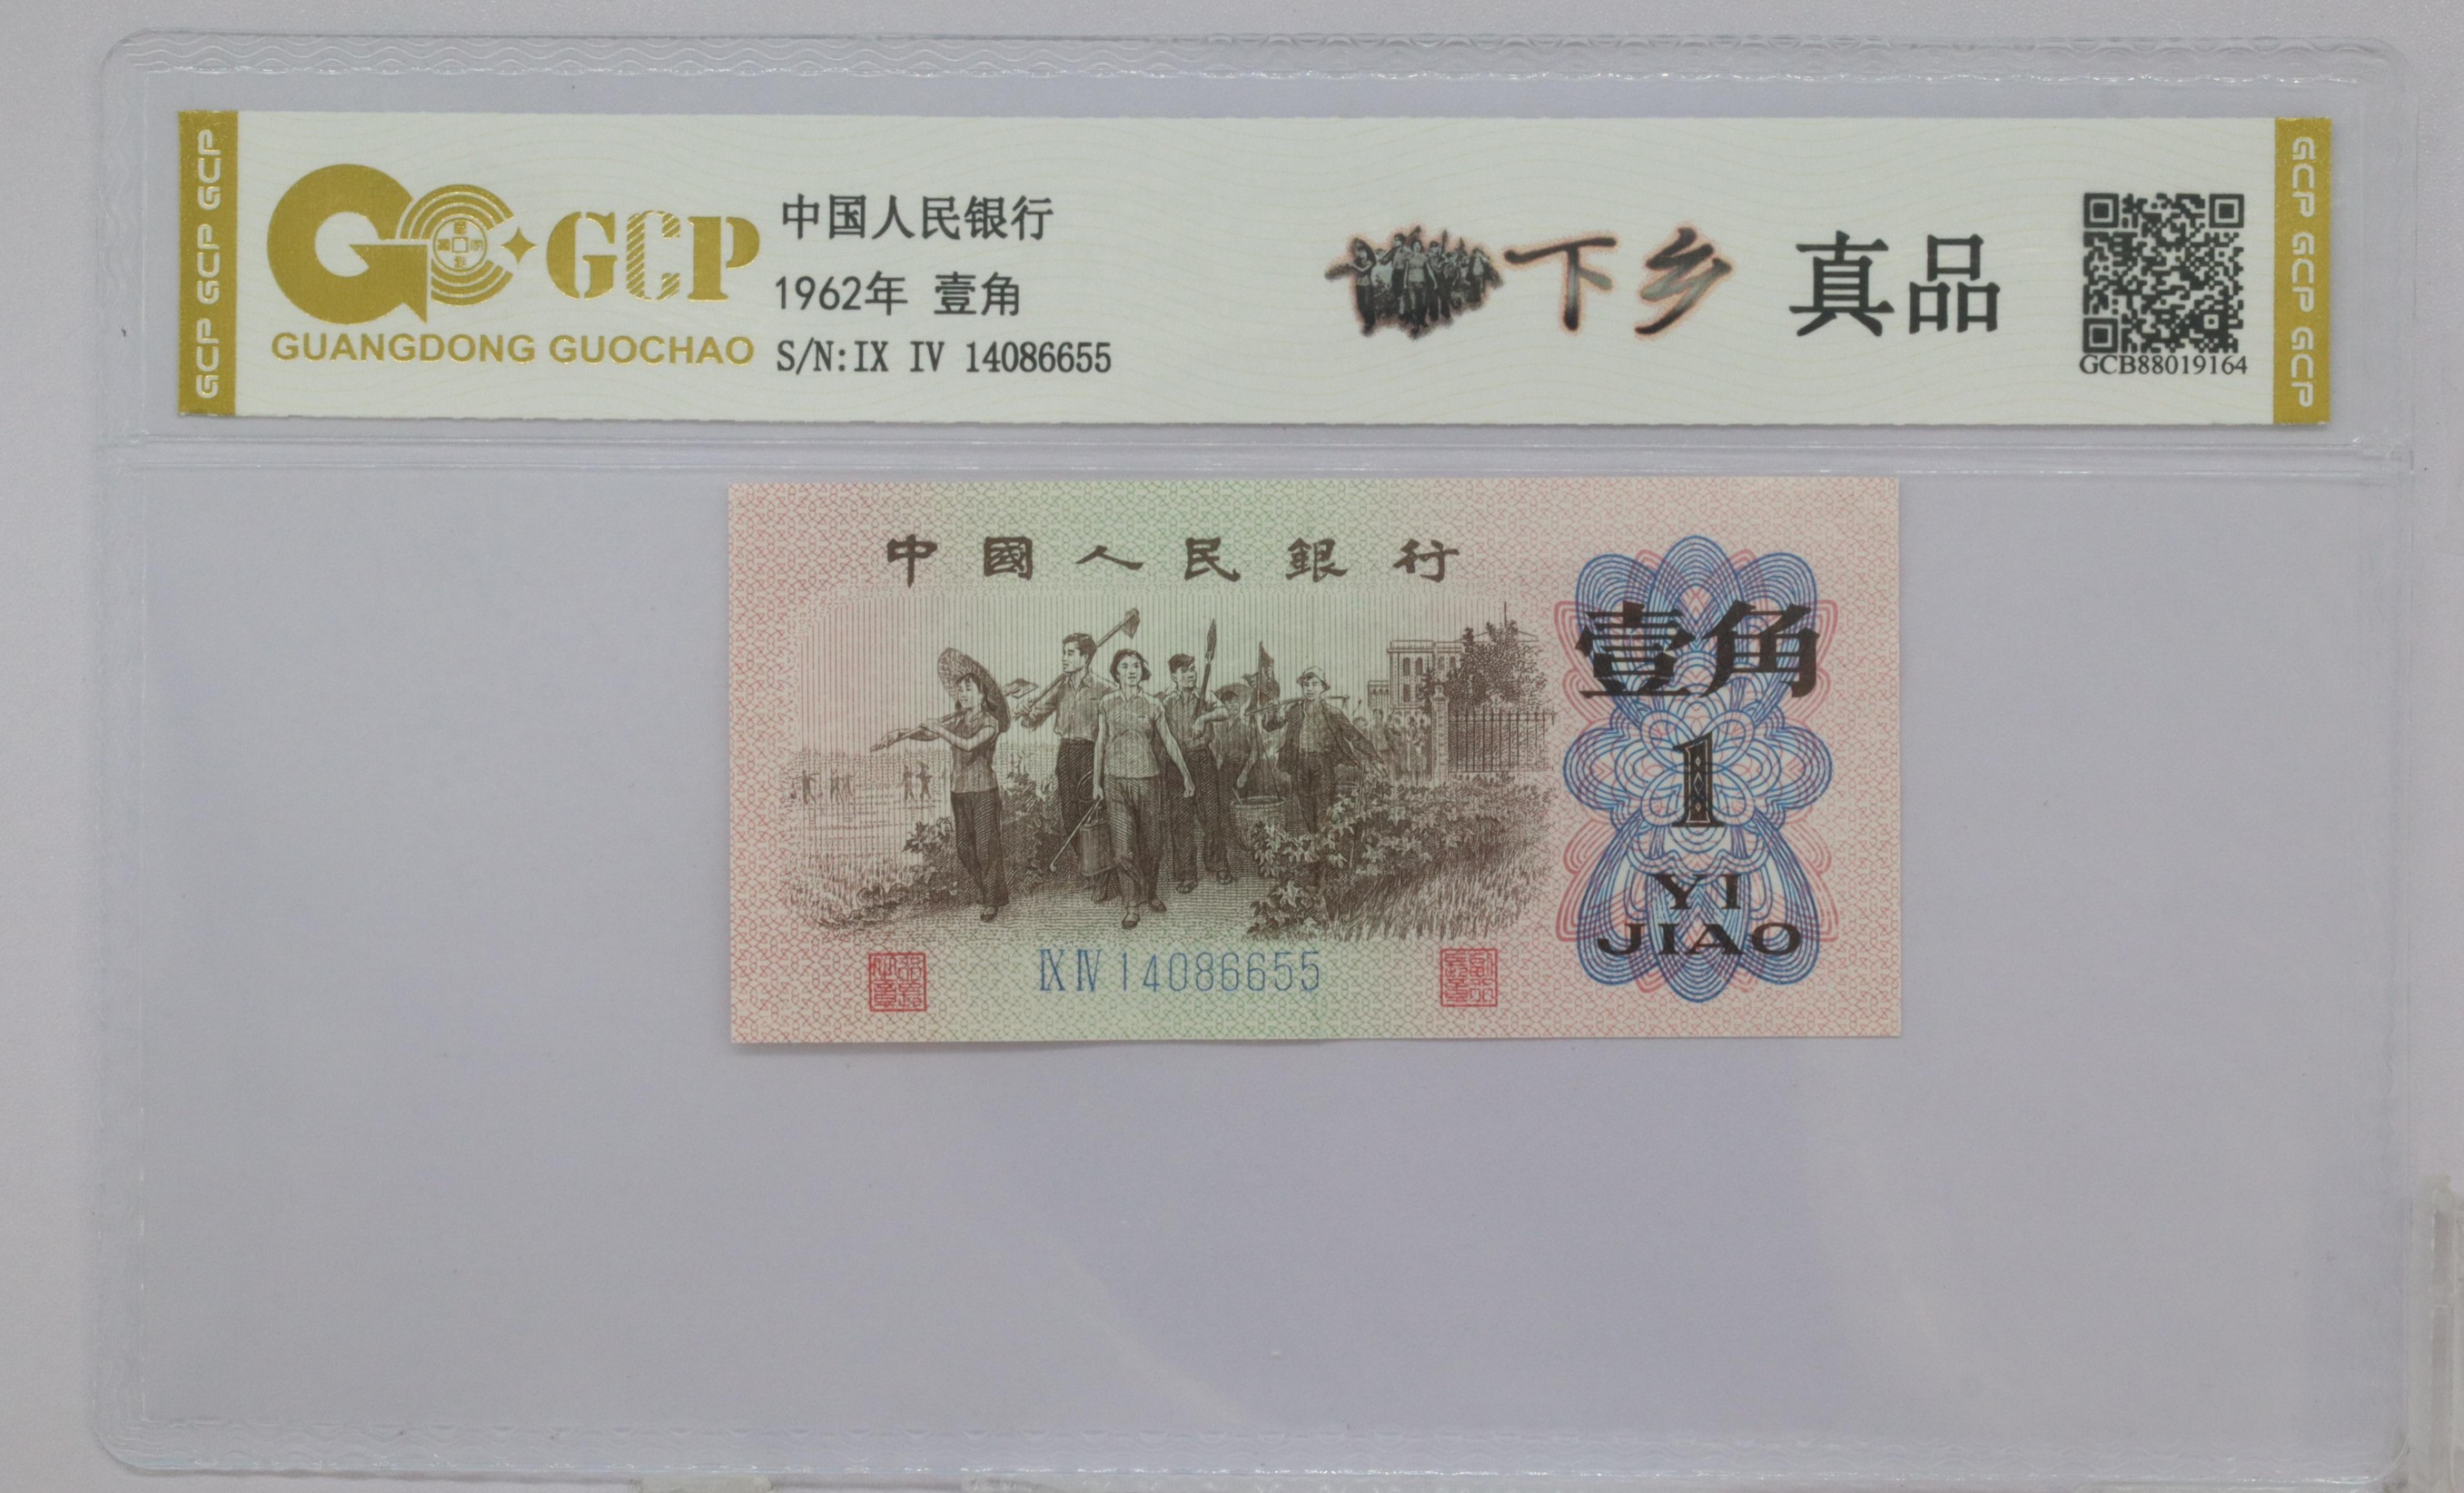 GCP GCP GCP
GCP
GUANGDONG GUOCHAO
中国人民银行
1962年 壹角
S/N:IX IV 14086655
下乡 真品
GCB88019164
GCP GCP GCP
中國人民銀行
壹角
1
YI
JIAO
IX IV 14086655